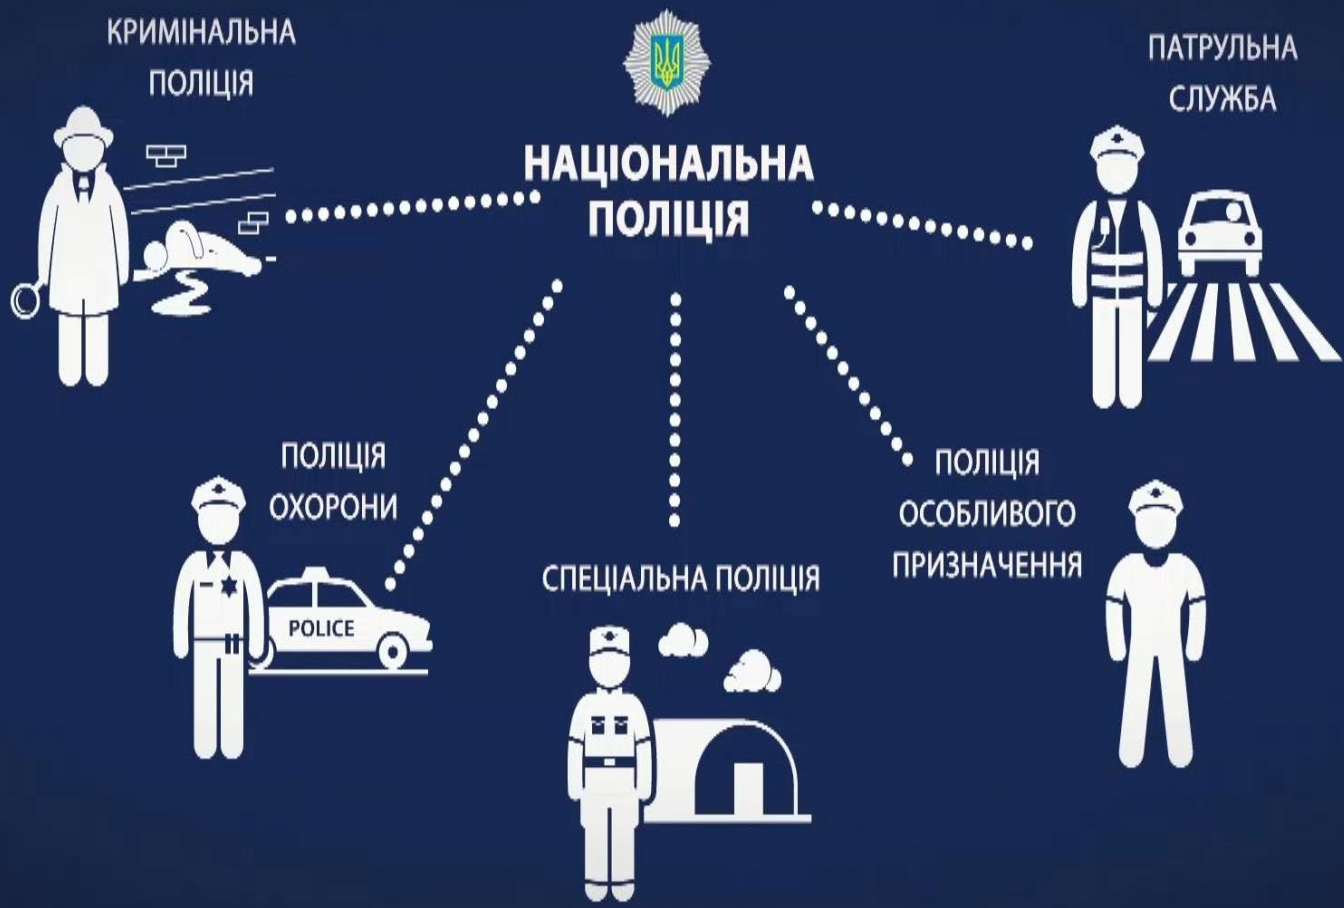 КРИМІНАЛЬНА
ПОЛІЦІЯ
НАЦІОНАЛЬНА
ПОЛІЦІЯ
ПАТРУЛЬНА
СЛУЖБА
ПОЛІЦІЯ
ОХОРОНИ
POLICE
СПЕЦІАЛЬНА ПОЛІЦІЯ
ПОЛІЦІЯ
ОСОБЛИВОГО
ПРИЗНАЧЕННЯ